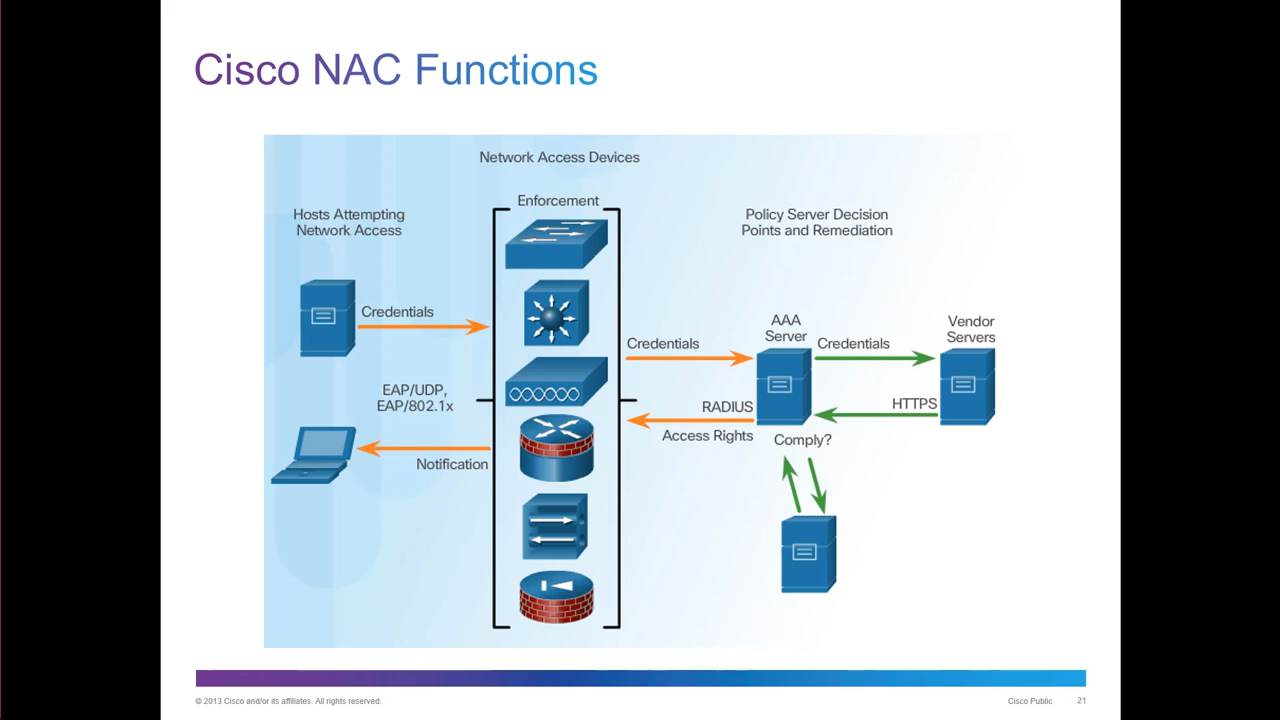 Cisco NAC Functions
Network Access Devices
Enforcement
Hosts Attempting
Network Access
Policy Server Decision
Points and Remediation
Credentials
AAA
Server
Vendor
Servers
Credentials
Credentials
EAP/UDP,
EAP/802.1x
RADIUS
HTTPS
Access Rights
Comply?
Notification
© 2013 Cisco and/or its affiliates. All rights reserved.
Cisco Public
21